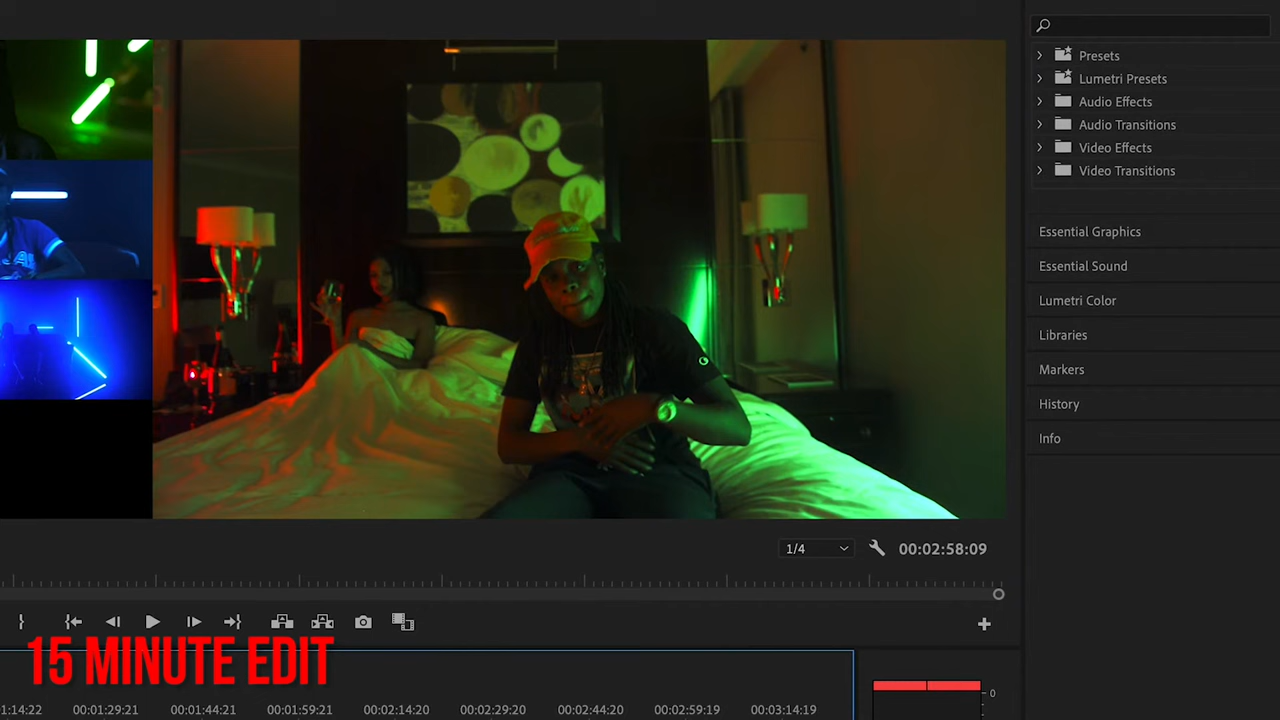 Presets
Lumetri Presets
Audio Effects
Audio Transitions
Video Effects
Video Transitions
Essential Graphics
Essential Sound
Lumetri Color
Libraries
Markers
History
Info
1/4
00:02:58:09
15 MINUTE EDIT
1:14:22 00:01:29:21 00:01:44:21 00:01:59:21 00:02:14:20 00:02:29:20 00:02:44:20 00:02:59:19 00:03:14:19
0